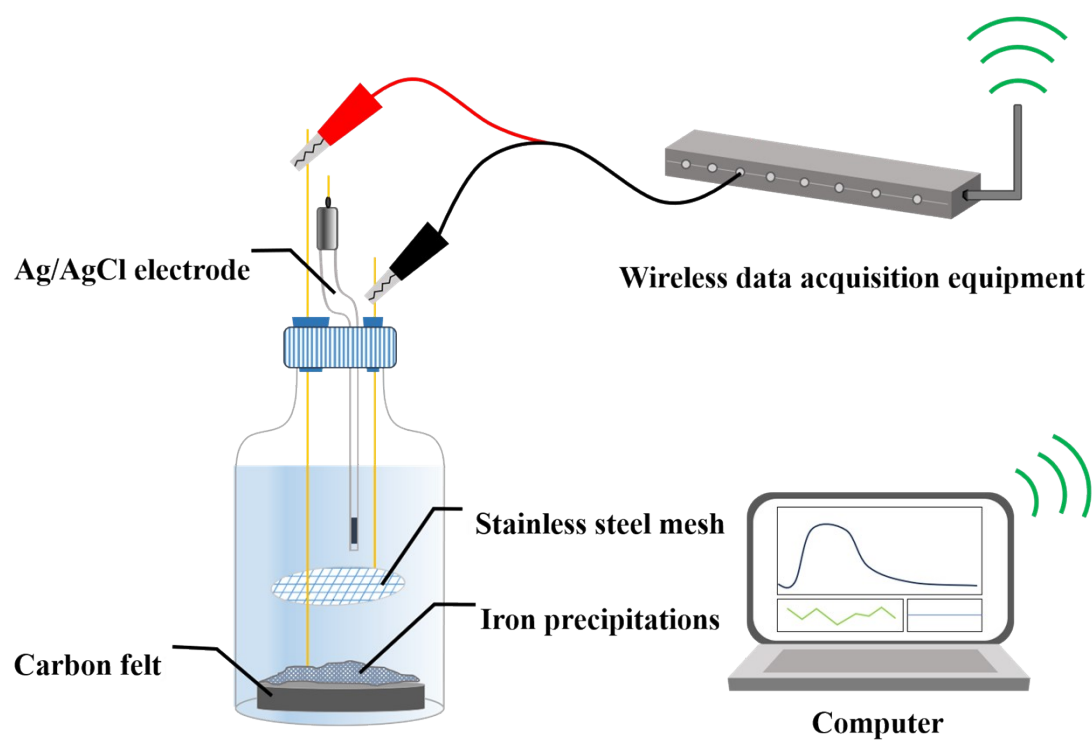 Ag/AgCl electrode
Wireless data acquisition equipment
Stainless steel mesh
Iron precipitations
Carbon felt
Computer